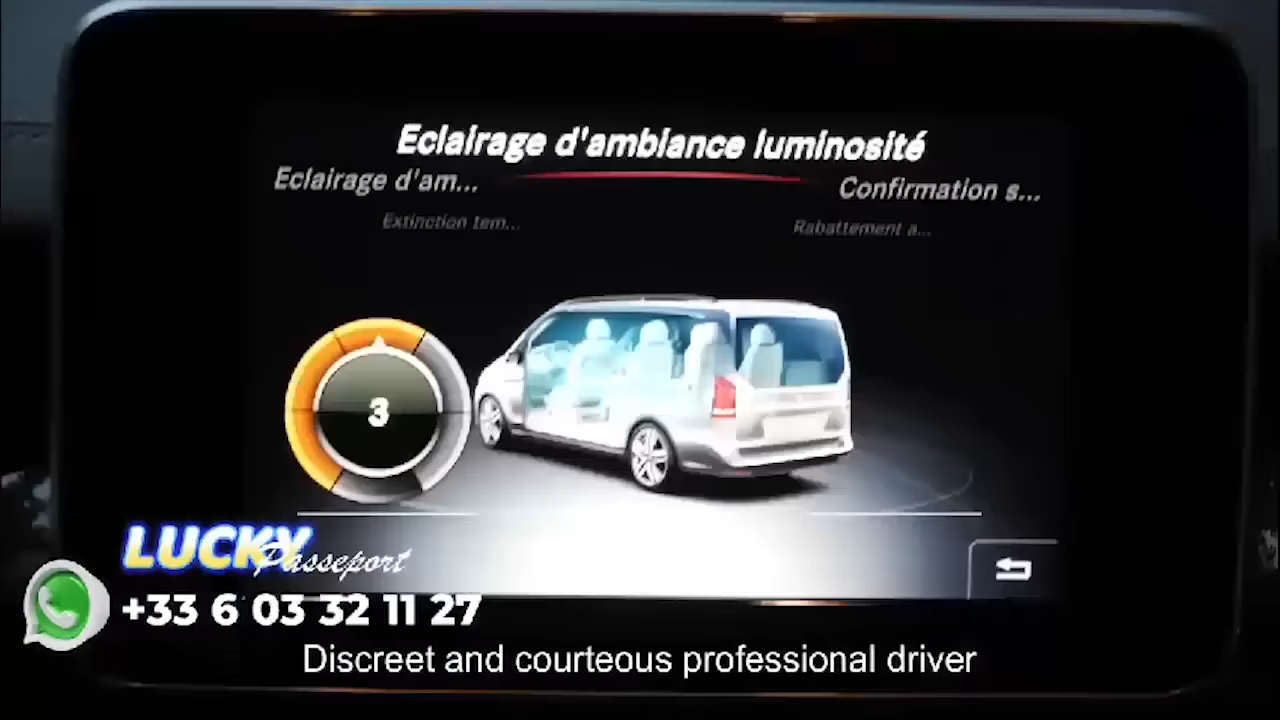 Eclairage d'ambiance luminosité
Eclairage d'am...
Confirmation s...
Extinction tem...
Rabattement a...
3
LUCKY
Passeport
+33 6 03 32 11 27
Discreet and courteous professional driver